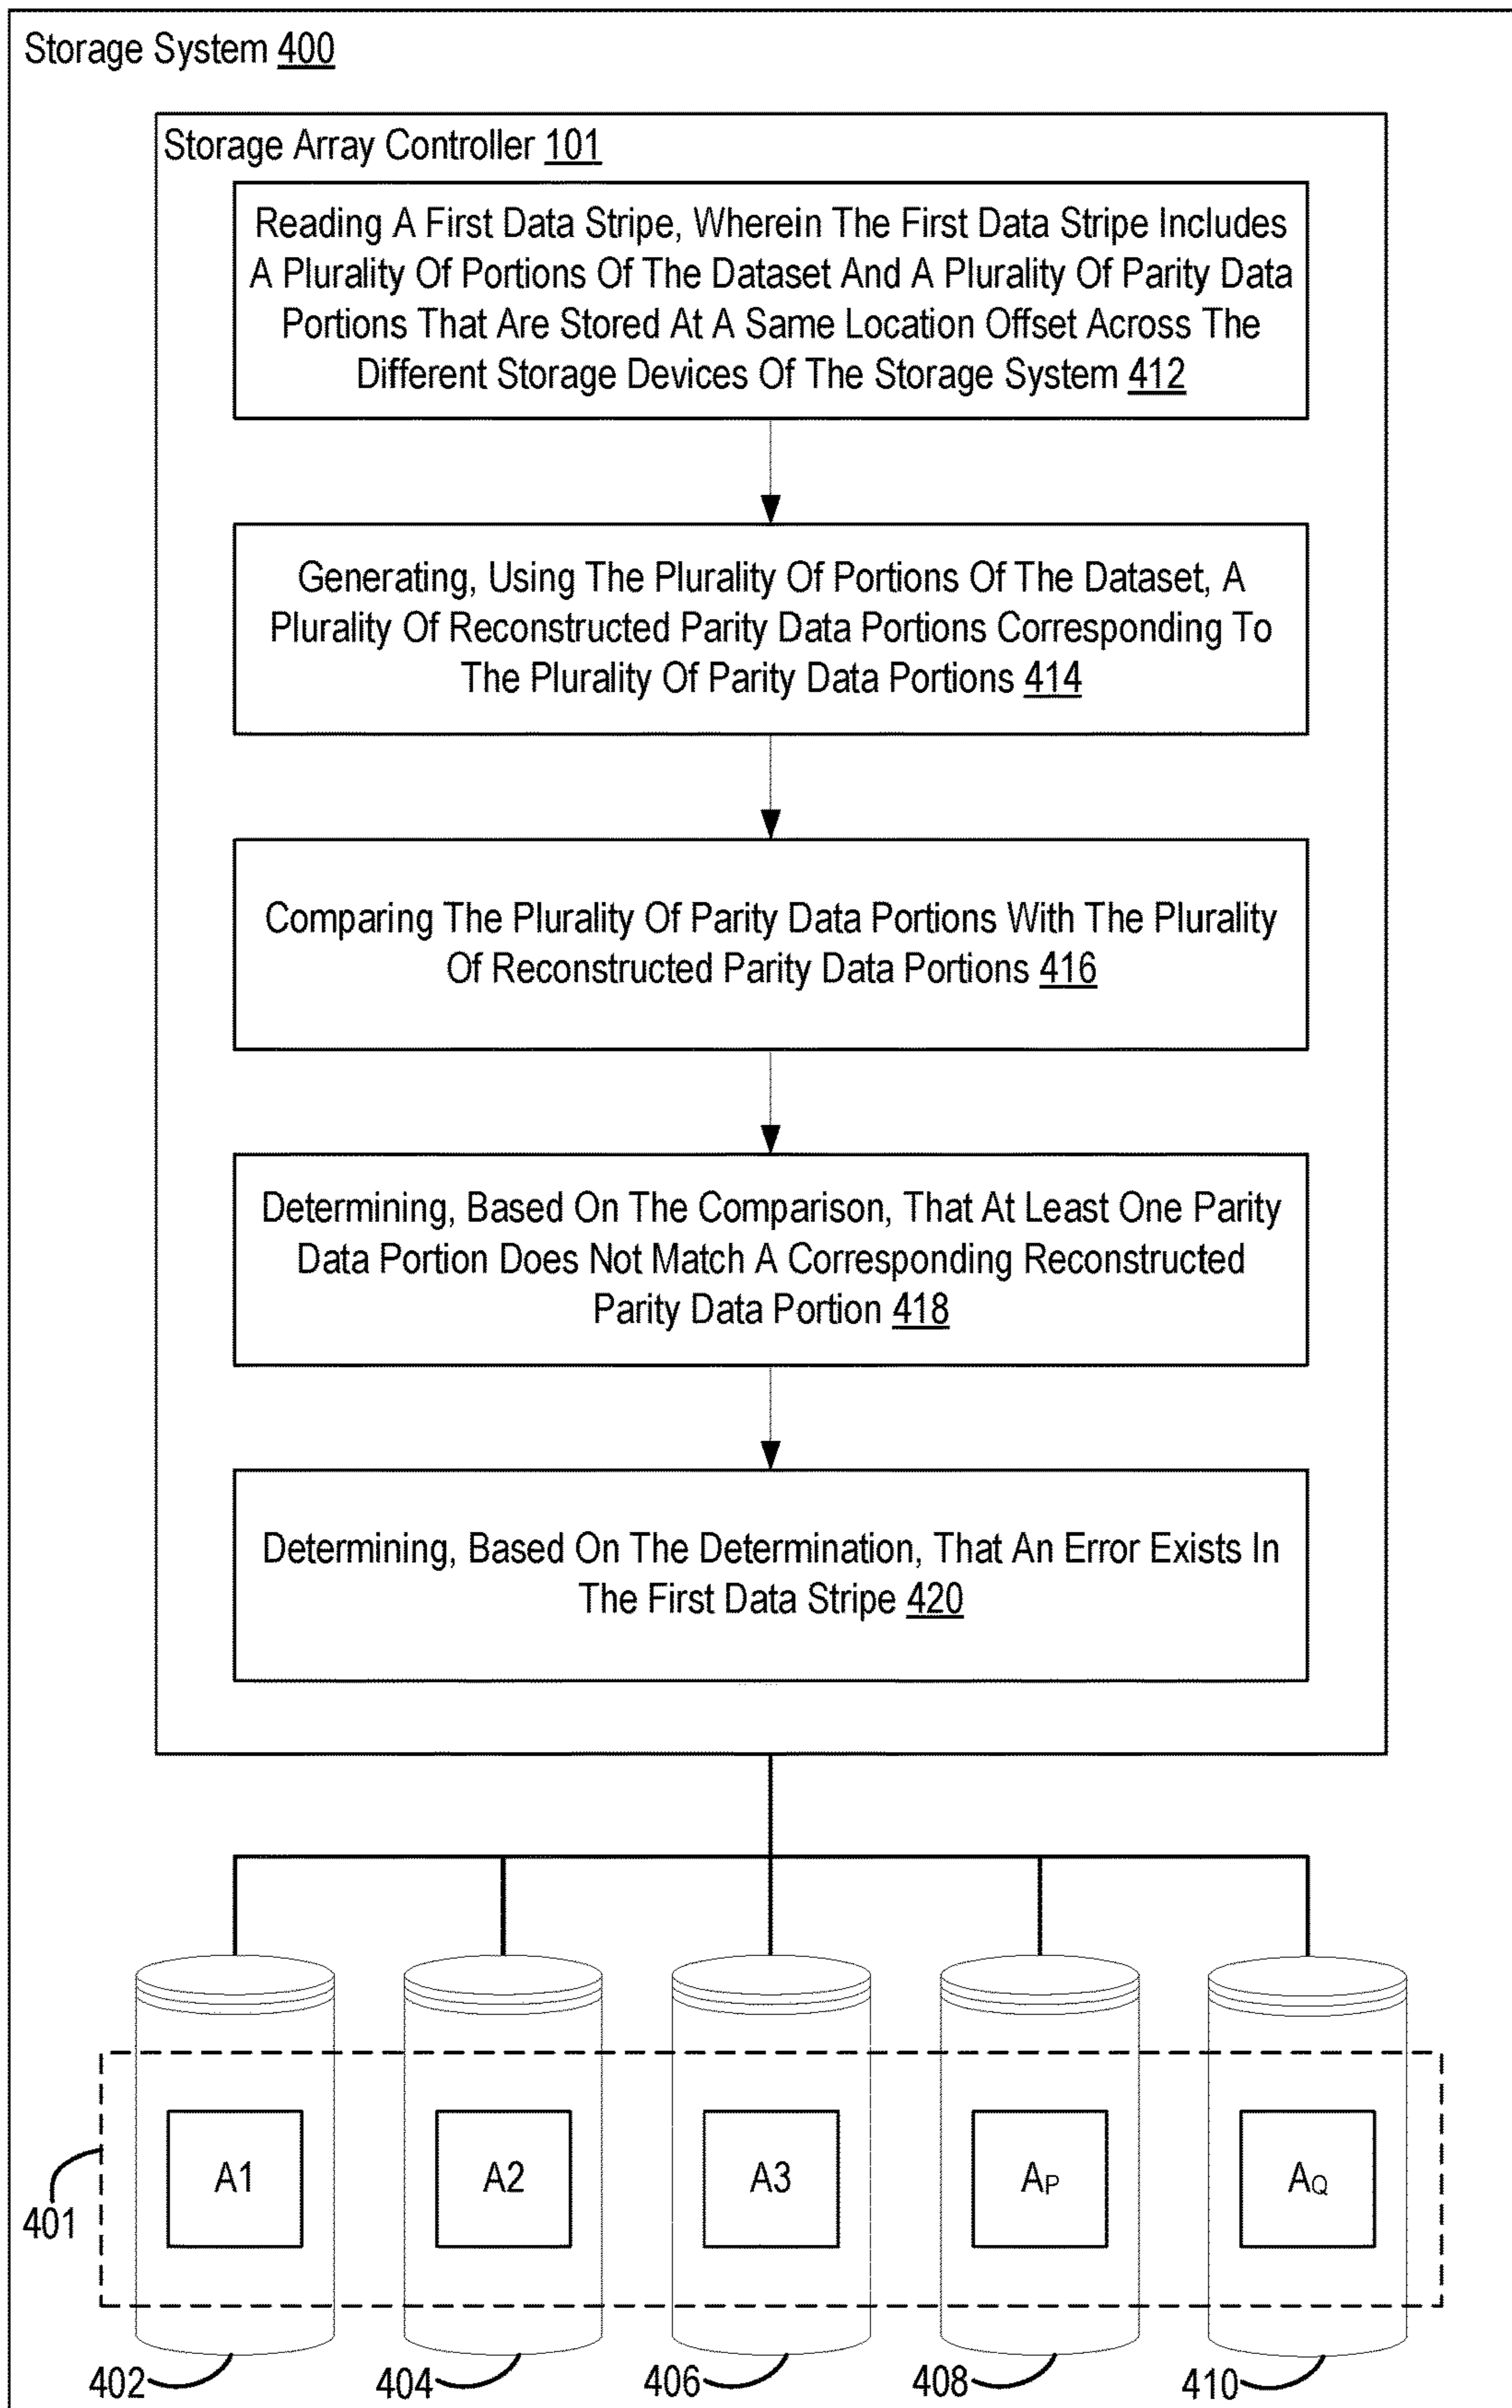 Storage System 400
Storage Array Controller 101
Reading A First Data Stripe, Wherein The First Data Stripe Includes
A Plurality Of Portions Of The Dataset And A Plurality Of Parity Data
Portions That Are Stored At A Same Location Offset Across The
Different Storage Devices Of The Storage System 412
Generating, Using The Plurality Of Portions Of The Dataset, A
Plurality Of Reconstructed Parity Data Portions Corresponding To
The Plurality Of Parity Data Portions 414
Comparing The Plurality Of Parity Data Portions With The Plurality
Of Reconstructed Parity Data Portions 416
Determining, Based On The Comparison, That At Least One Parity
Data Portion Does Not Match A Corresponding Reconstructed
Parity Data Portion 418
Determining, Based On The Determination, That An Error Exists In
The First Data Stripe 420
A1 A2 A3 AP AQ
401
402 404 406 408 410